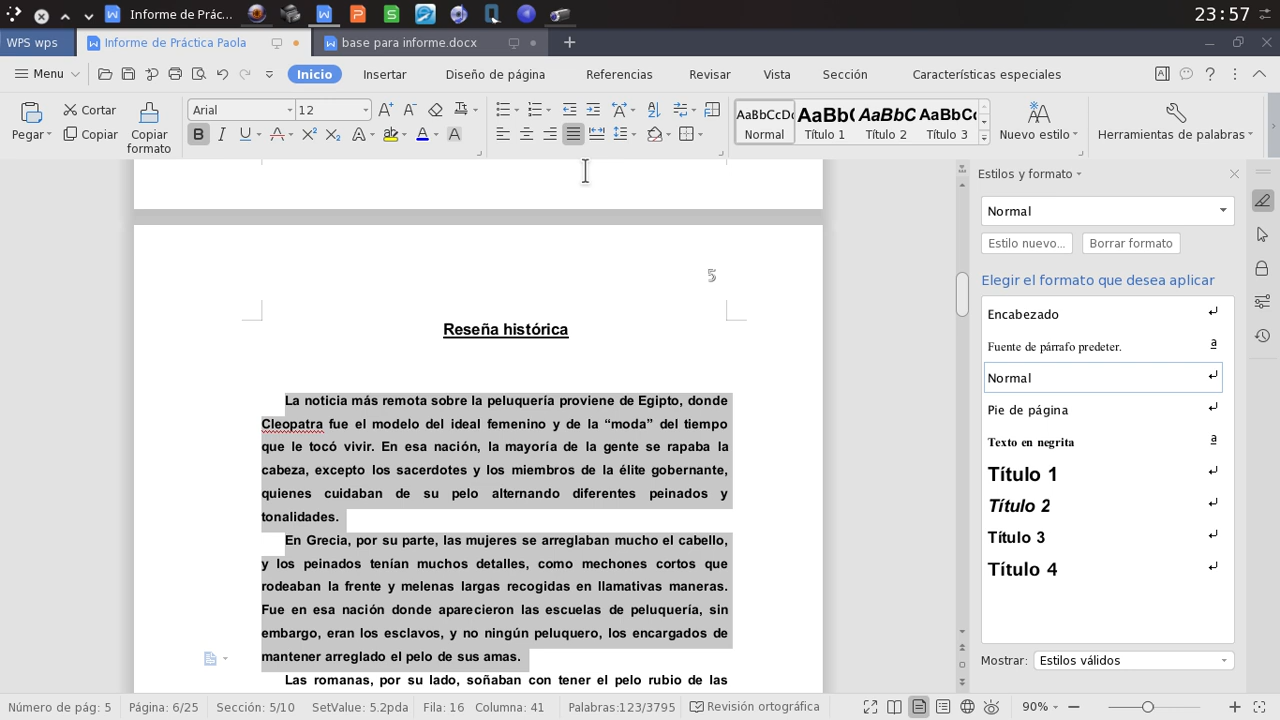 Informe de Prác...
23:57
WPS wps
Informe de Práctica Paola
base para informe.docx
Menu
Inicio
Insertar
Diseño de página
Referencias
Revisar
Vista
Sección
Características especiales
Pegar
Cortar
Copiar
Copiar formato
Arial
12
AaBbCcDd
Normal
AaBb(
Título 1
AaBbC
Título 2
AaBbCc
Título 3
Nuevo estilo
Herramientas de palabras
5
Reseña histórica
La noticia más remota sobre la peluquería proviene de Egipto, donde
Cleopatra fue el modelo del ideal femenino y de la “moda” del tiempo
que le tocó vivir. En esa nación, la mayoría de la gente se rapaba la
cabeza, excepto los sacerdotes y los miembros de la élite gobernante,
quienes cuidaban de su pelo alternando diferentes peinados y
tonalidades.
En Grecia, por su parte, las mujeres se arreglaban mucho el cabello,
y los peinados tenían muchos detalles, como mechones cortos que
rodeaban la frente y melenas largas recogidas en llamativas maneras.
Fue en esa nación donde aparecieron las escuelas de peluquería, sin
embargo, eran los esclavos, y no ningún peluquero, los encargados de
mantener arreglado el pelo de sus amas.
Las romanas, por su lado, soñaban con tener el pelo rubio de las
Estilos y formato
Normal
Estilo nuevo...
Borrar formato
Elegir el formato que desea aplicar
Encabezado
Fuente de párrafo predeter.
Normal
Pie de página
Texto en negrita
Título 1
Título 2
Título 3
Título 4
Mostrar:
Estilos válidos
Número de pág: 5
Página: 6/25
Sección: 5/10
SetValue: 5.2pda
Fila: 16
Columna: 41
Palabras:123/3795
Revisión ortográfica
90%